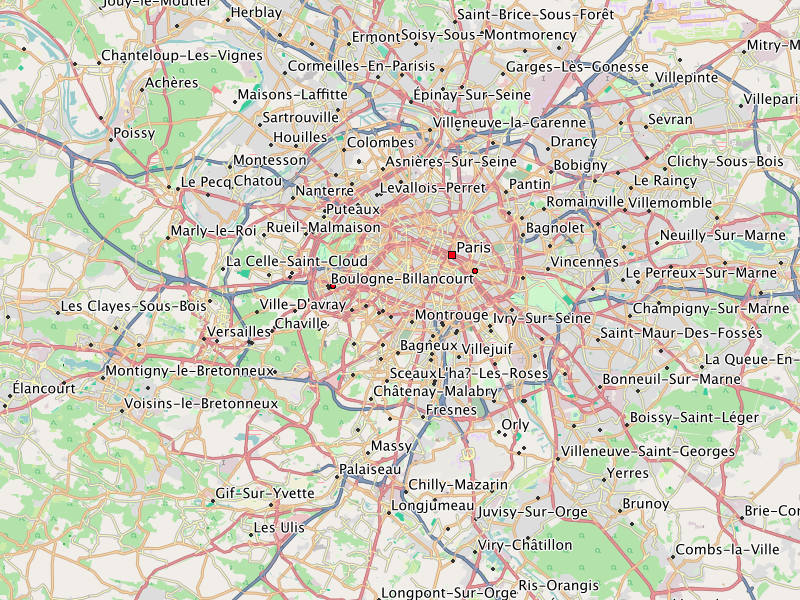 Jouy-le-Moutier
Herblay
Saint-Brice-Sous-Forêt
Ermont
Soisy-Sous-Montmorency
Mitry-M
Chanteloup-Les-Vignes
Cormeilles-En-Parisis
Garges-Lès-Gonesse
Villepinte
Achères
Maisons-Laffitte
Épinay-Sur-Seine
Villepari
Sartrouville
Villeneuve-la-Garenne
Sevran
Poissy
Houilles
Colombes
Drancy
Montesson
Asnières-Sur-Seine
Bobigny
Clichy-Sous-Bois
Le Pecq
Chatou
Nanterre
Levallois-Perret
Pantin
Le Raincy
Puteaux
Romainville
Villemomble
Marly-le-Roi
Rueil-Malmaison
Bagnolet
Neuilly-Sur-Marne
Paris
La Celle-Saint-Cloud
Vincennes
Boulogne-Billancourt
Le Perreux-Sur-Marne
Les Clayes-Sous-Bois
Ville-D'avray
Champigny-Sur-Marne
Chaville
Montrouge
Ivry-Sur-Seine
Versailles
Saint-Maur-Des-Fossés
Bagneux
Villejuif
La Queue-En-
Montigny-le-Bretonneux
Sceaux
L'ha?-Les-Roses
Bonneuil-Sur-Marne
Élancourt
Châtenay-Malabry
Voisins-le-Bretonneux
Fresnes
Boissy-Saint-Léger
Orly
Massy
Villeneuve-Saint-Georges
Palaiseau
Yerres
Chilly-Mazarin
Gif-Sur-Yvette
Longjumeau
Juvisy-Sur-Orge
Brunoy
Brie-Cor
Les Ulis
Viry-Châtillon
Combs-la-Ville
Ris-Orangis
Longpont-Sur-Orge